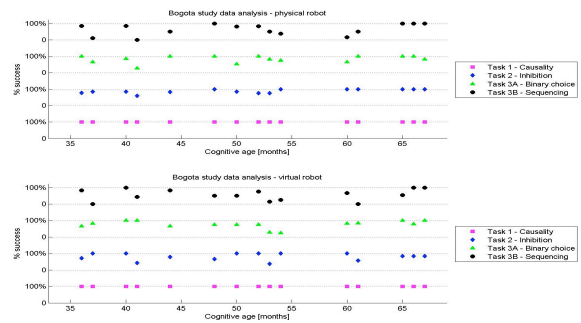 Bogota study data analysis - physical robot
100%
0
100%
0
100%
0
100%
0
% success
35 40 45 50 55 60 65
Cognitive age [months]
Task 1 - Causality
Task 2 - Inhibition
Task 3A - Binary choice
Task 3B - Sequencing
Bogota study data analysis - virtual robot
100%
0
100%
0
100%
0
100%
0
% success
35 40 45 50 55 60 65
Cognitive age [months]
Task 1 - Causality
Task 2 - Inhibition
Task 3A - Binary choice
Task 3B - Sequencing